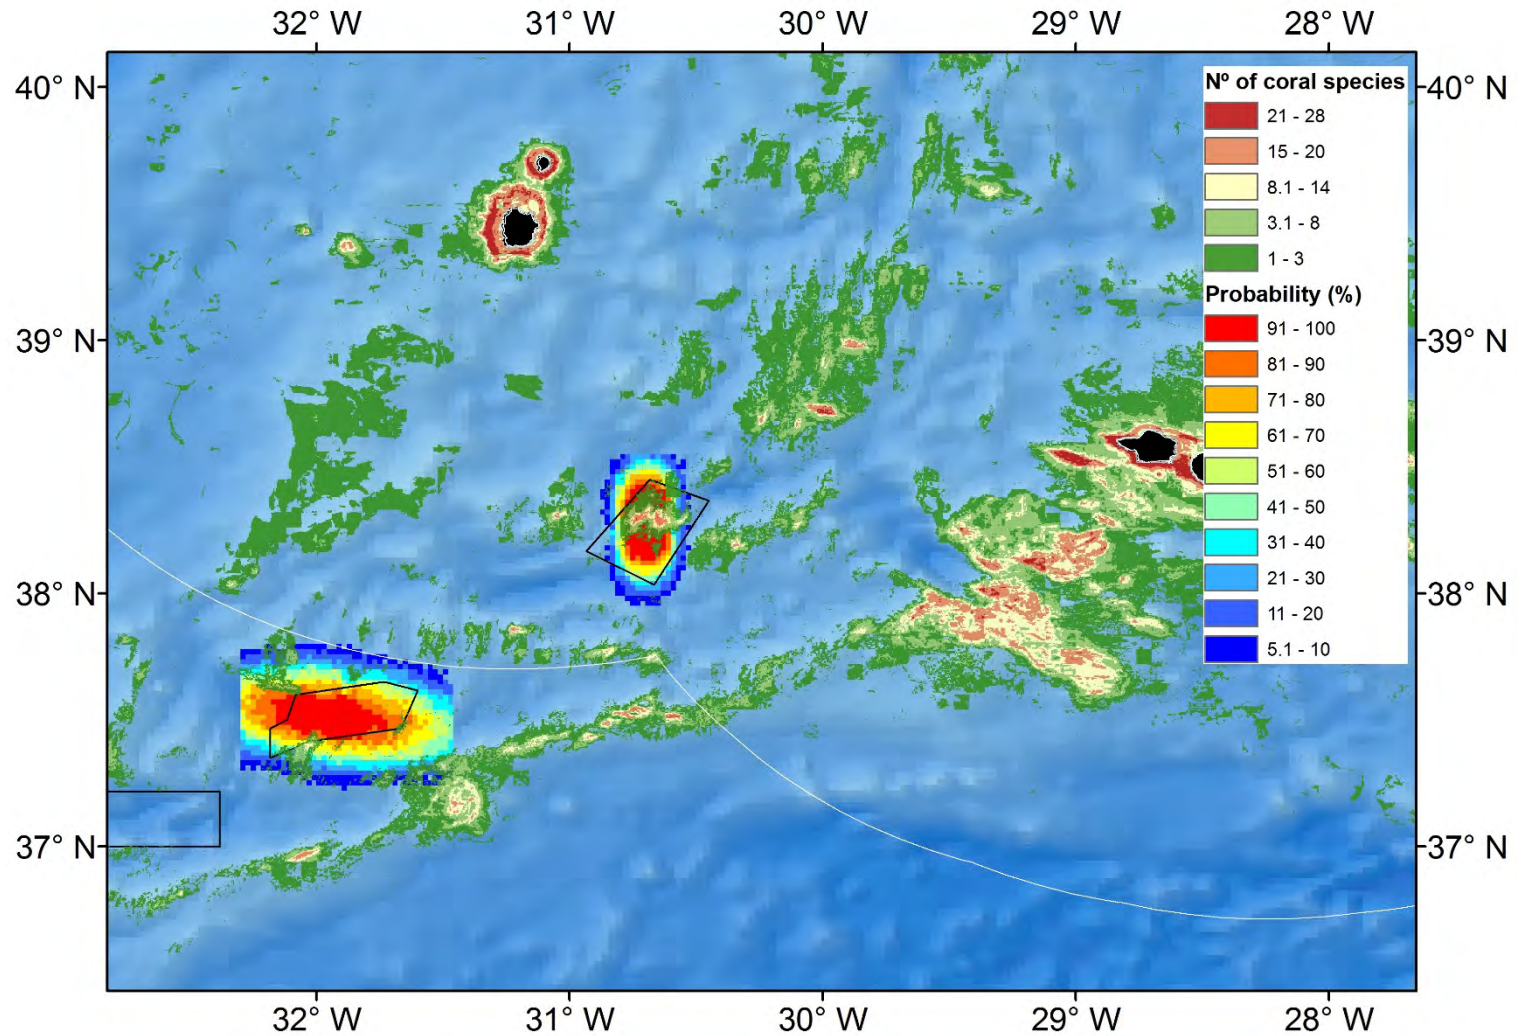 32° W 31° W 30° W 29° W 28° W
40° N 40° N
Nº of coral species
21 - 28
15 - 20
8.1 - 14
3.1 - 8
1 - 3
Probability (%)
91 - 100
81 - 90
71 - 80
61 - 70
51 - 60
41 - 50
31 - 40
21 - 30
11 - 20
5.1 - 10
39° N 39° N
38° N 38° N
37° N 37° N
32° W 31° W 30° W 29° W 28° W